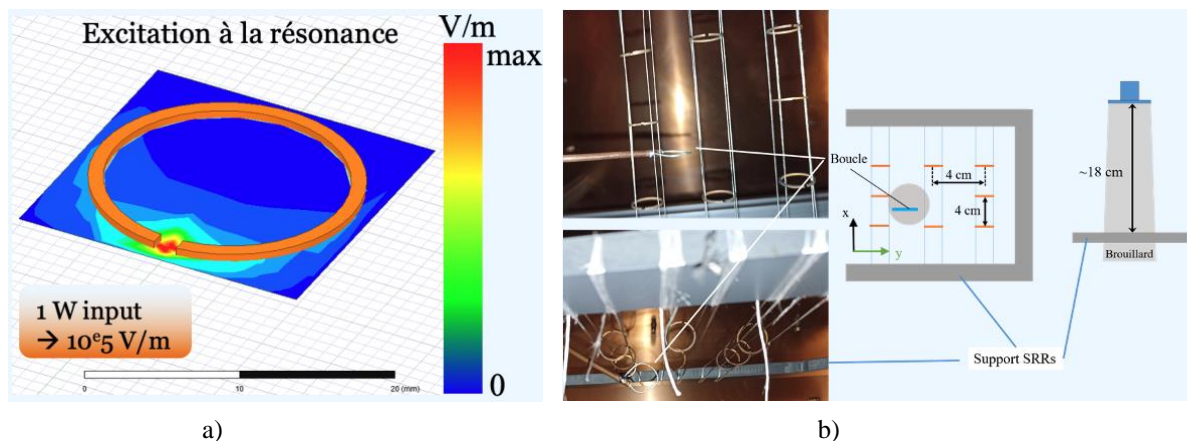 Excitation à la résonance
V/m
max
0
1 W input
→ 10ᵉ5 V/m
0
10
20 (mm)
a)
Boucle
4 cm
4 cm
x
y
~18 cm
Brouillard
Support SRRs
b)